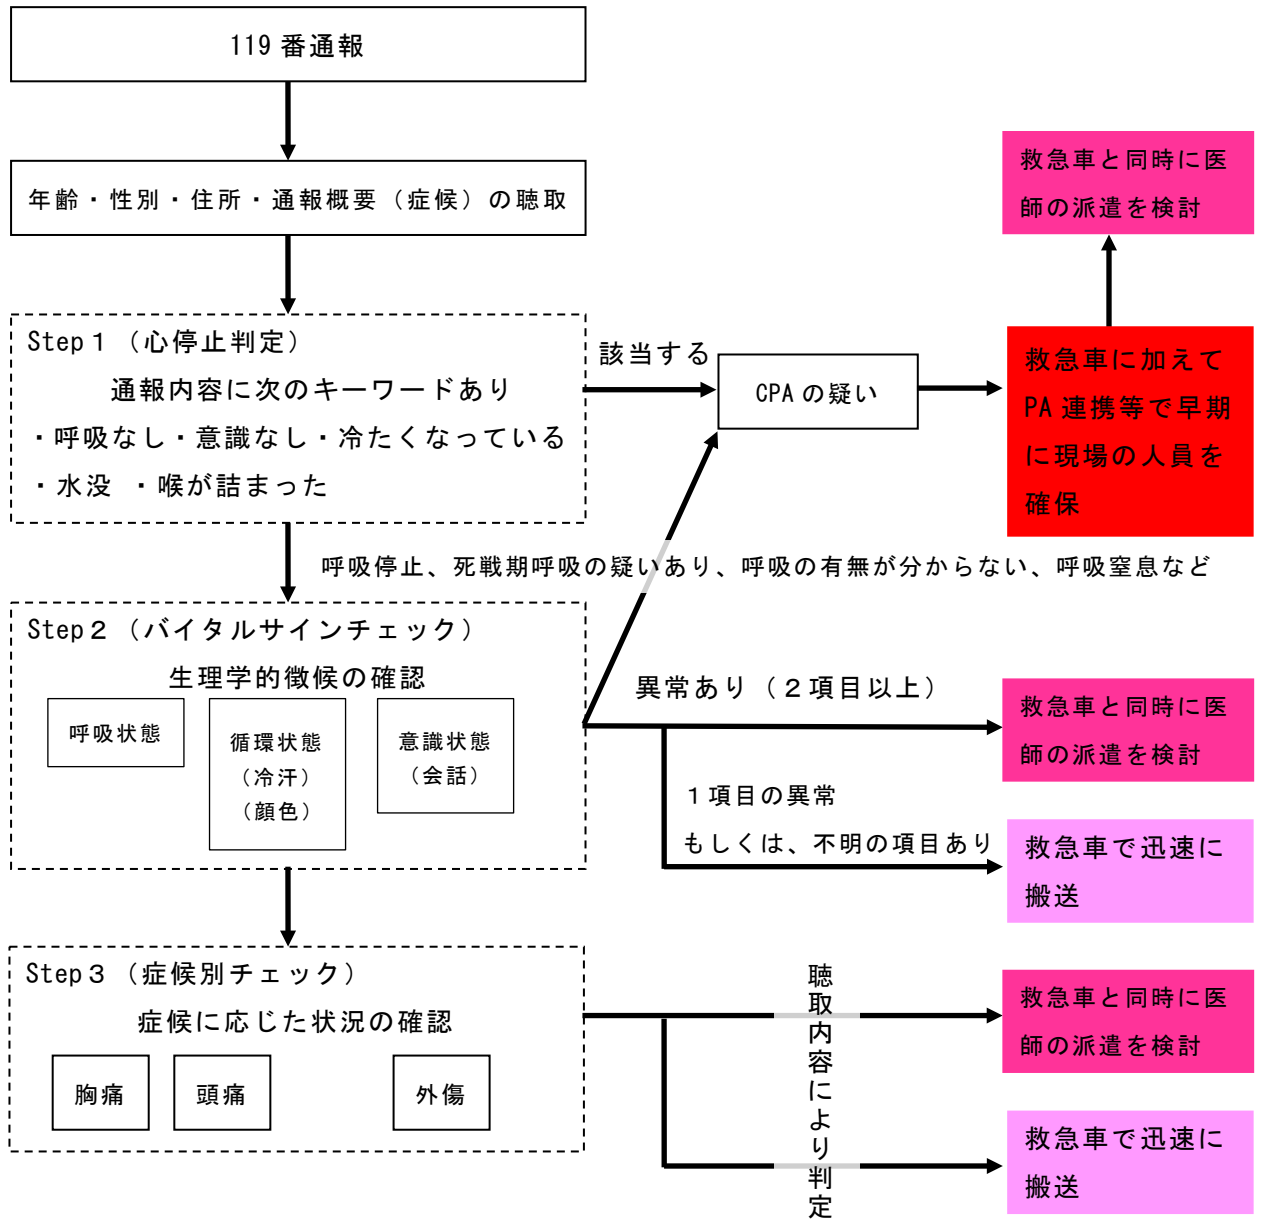 119番通報
年齢・性別・住所・通報概要（症候）の聴取
救急車と同時に医
師の派遣を検討
Step１（心停止判定）
通報内容に次のキーワードあり
・呼吸なし・意識なし・冷たくなっている
・水没 ・喉が詰まった
該当する
CPAの疑い
救急車に加えて
PA連携等で早期
に現場の人員を
確保
呼吸停止、死戦期呼吸の疑いあり、呼吸の有無が分からない、呼吸窒息など
Step２（バイタルサインチェック）
生理学的徴候の確認
呼吸状態
循環状態
（冷汗）
（顔色）
意識状態
（会話）
異常あり（２項目以上）
救急車と同時に医
師の派遣を検討
１項目の異常
もしくは、不明の項目あり
救急車で迅速に
搬送
Step３（症候別チェック）
症候に応じた状況の確認
胸痛
頭痛
外傷
聴取内容により判定
救急車と同時に医
師の派遣を検討
救急車で迅速に
搬送